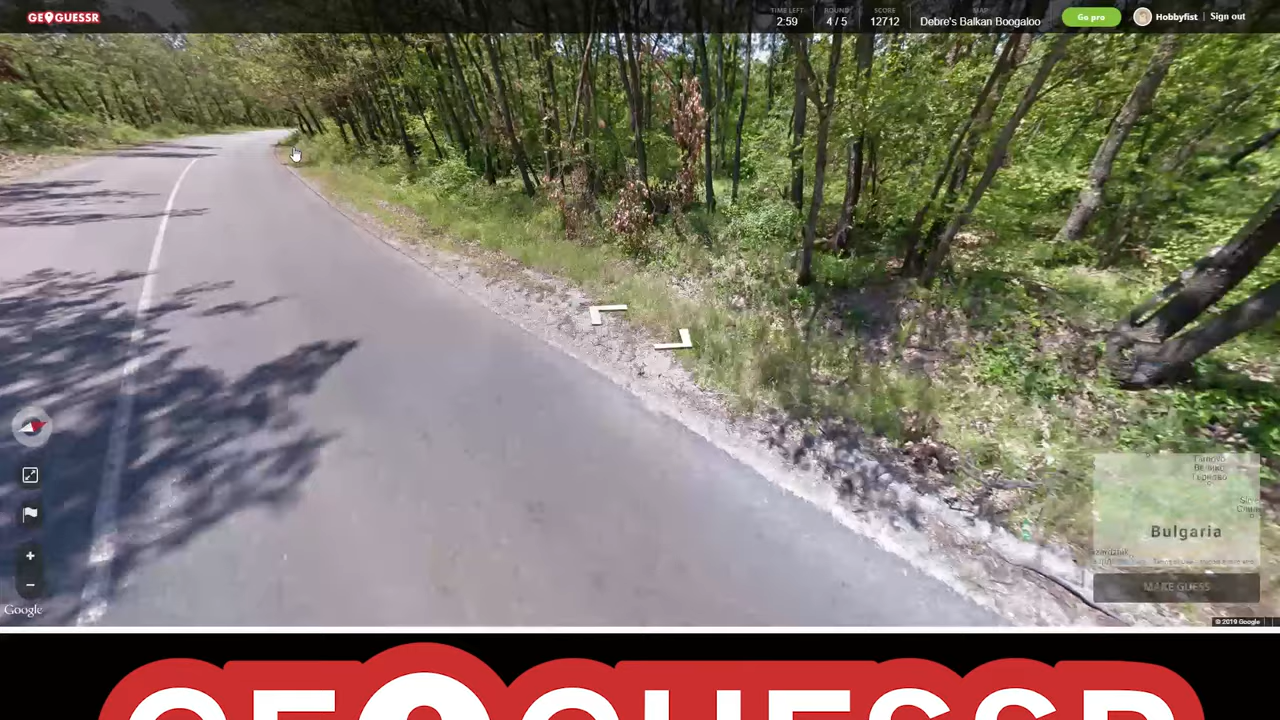 GEOGUESSR
TIME LEFT
2:59
ROUND
4 / 5
SCORE
12712
MAP
Debre's Balkan Boogaloo
Go pro
Hobbyfist
Sign out
Bulgaria
MAKE GUESS
Google
© 2019 Google
GEOGUESSR